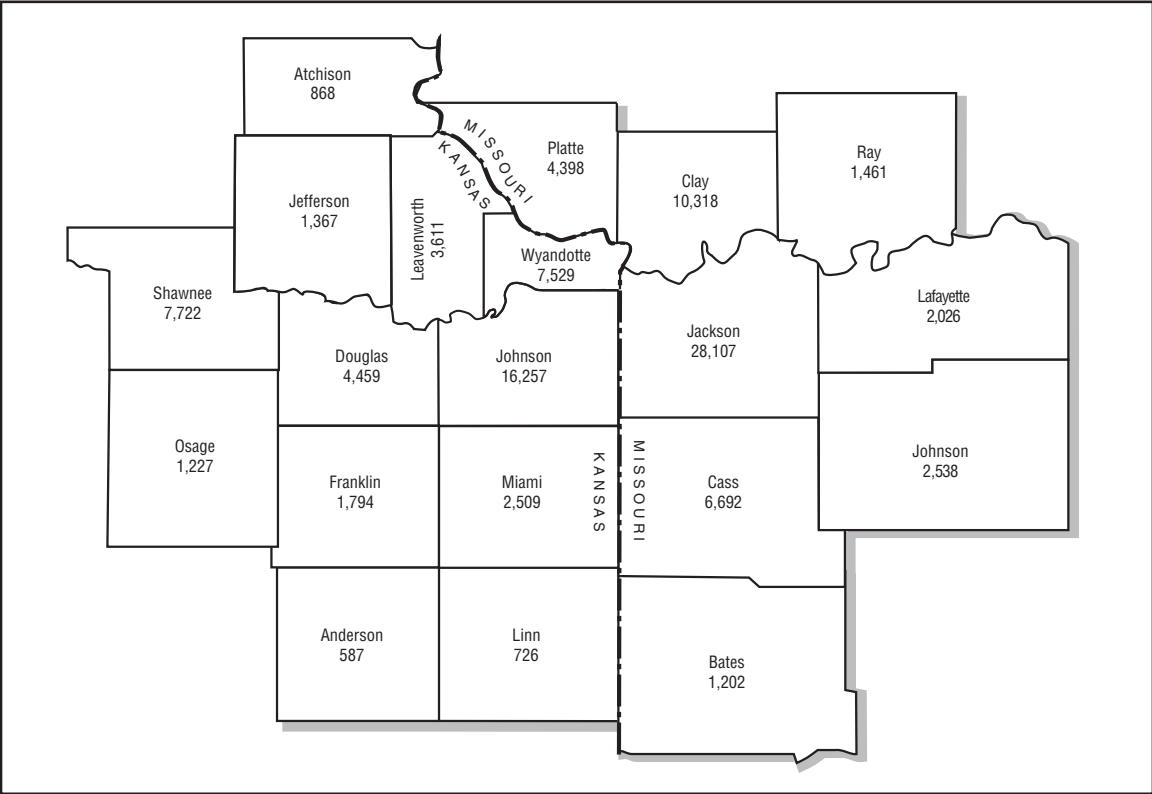 Atchison
868
MISSOURI
KANSAS
Platte
4,398
Ray
1,461
Clay
10,318
Jefferson
1,367
Leavenworth
3,611
Wyandotte
7,529
Shawnee
7,722
Lafayette
2,026
Jackson
28,107
Douglas
4,459
Johnson
16,257
Osage
1,227
Franklin
1,794
Miami
2,509
KANSAS
MISSOURI
Cass
6,692
Johnson
2,538
Anderson
587
Linn
726
Bates
1,202